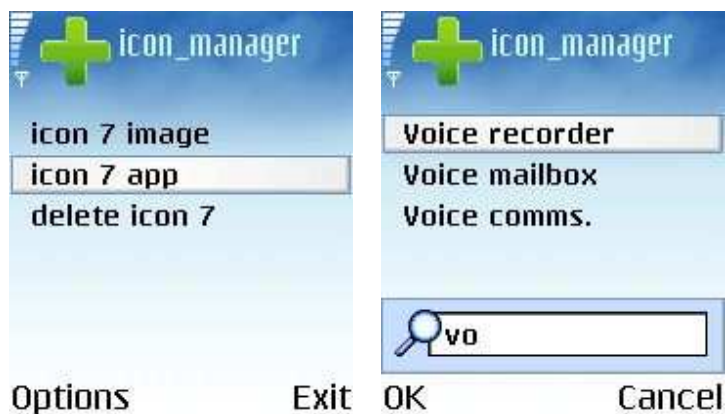 icon_manager
icon 7 image
icon 7 app
delete icon 7
Options Exit
icon_manager
Voice recorder
Voice mailbox
Voice comms.
vo
OK Cancel